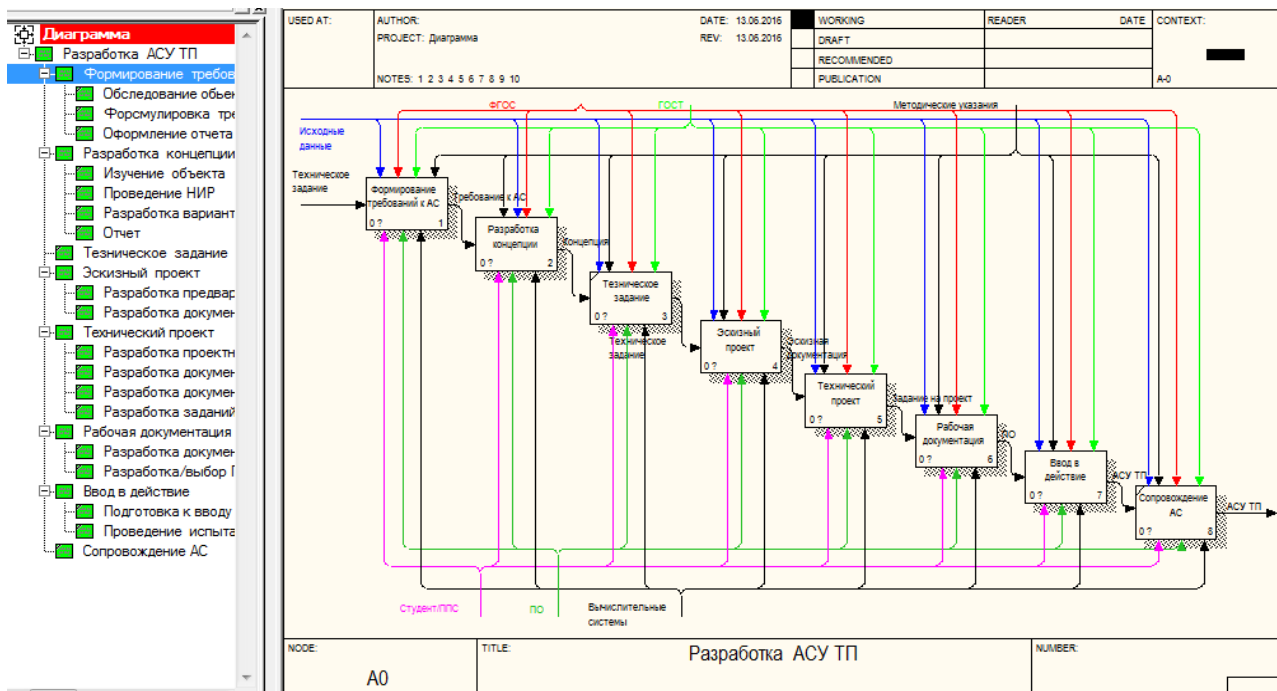 Диаграмма
Разработка АСУ ТП
Формирование требов
Обследование объек
Форсмулировка тре
Оформление отчета
Разработка концепции
Изучение объекта
Проведение НИР
Разработка вариант
Отчет
Тезническое задание
Эскизный проект
Разработка предвар
Разработка докумен
Технический проект
Разработка проектн
Разработка докумен
Разработка докумен
Разработка заданий
Рабочая документация
Разработка докумен
Разработка/выбор П
Ввод в действие
Подготовка к вводу
Проведение испыта
Сопровождение АС
USED AT:
AUTHOR:
PROJECT: Диаграмма
NOTES: 1 2 3 4 5 6 7 8 9 10
DATE: 13.06.2016
REV: 13.06.2016
WORKING
DRAFT
RECOMMENDED
PUBLICATION
READER
DATE
CONTEXT:
A-0
ФГОС
ГОСТ
Методические указания
Исходные
данные
Техническое
задание
Формирование
требований к АС
0 ? 1
Требование к АС
Разработка
концепции
0 ? 2
Концепция
Тезническое
задание
0 ? 3
Техническое
задание
Эскизный
проект
0 ? 4
Эскизная
документация
Технический
проект
0 ? 5
Задание на проект
Рабочая
документация
0 ? 6
ПО
Ввод в
действие
0 ? 7
АСУ ТП
Сопровождение
АС
0 ? 8
АСУ ТП
Студент/ППС
ПО
Вычислительные
системы
NODE:
A0
TITLE:
Разработка АСУ ТП
NUMBER: